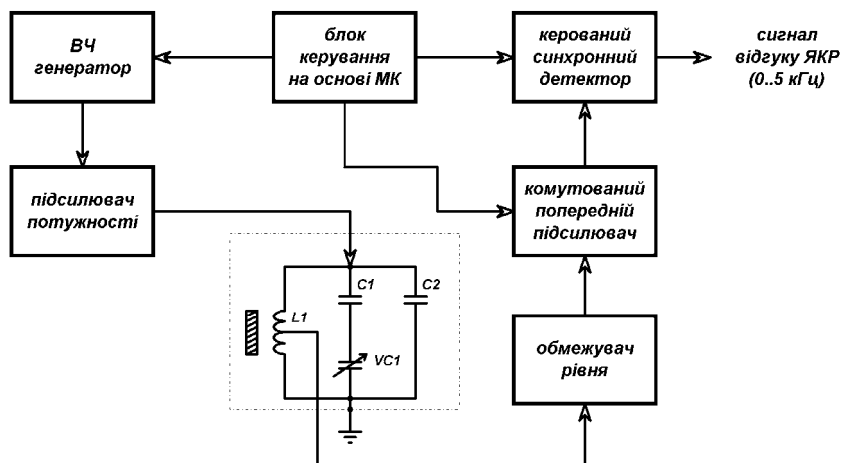 ВЧ
генератор
блок
керування
на основі МК
керований
синхронний
детектор
сигнал
відгуку ЯКР
(0..5 кГц)
підсилювач
потужності
комутований
попередній
підсилювач
C1
C2
L1
VC1
обмежувач
рівня